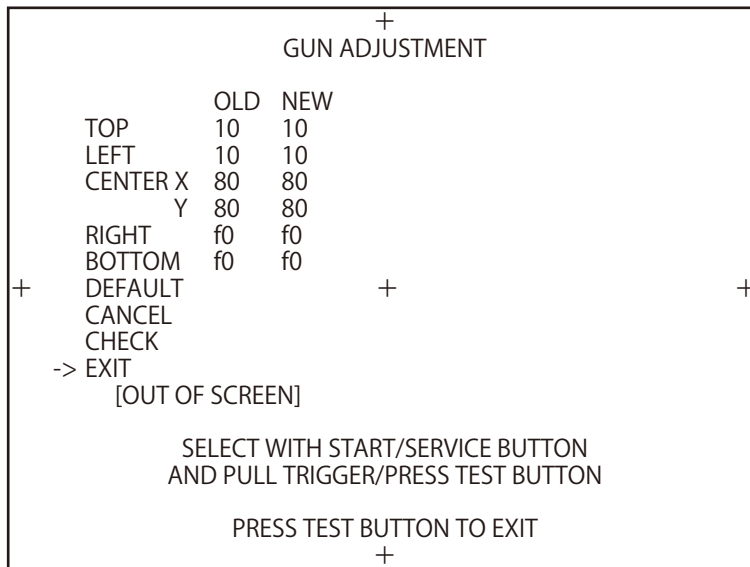 +
GUN ADJUSTMENT
OLD NEW
TOP 10 10
LEFT 10 10
CENTER X 80 80
Y 80 80
RIGHT f0 f0
BOTTOM f0 f0
+ DEFAULT + +
CANCEL
CHECK
-> EXIT
[OUT OF SCREEN]
SELECT WITH START/SERVICE BUTTON
AND PULL TRIGGER/PRESS TEST BUTTON
PRESS TEST BUTTON TO EXIT
+